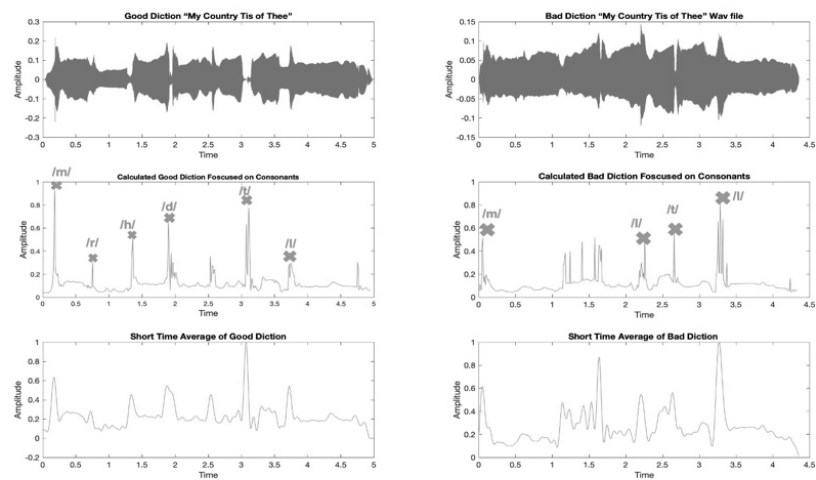 Good Diction “My Country Tis of Thee”
0.3
0.2
0.1
0
-0.1
-0.2
-0.3
Amplitude
0 0.5 1 1.5 2 2.5 3 3.5 4 4.5 5
Time
Bad Diction “My Country Tis of Thee” Wav file
0.15
0.1
0.05
0
-0.05
-0.1
-0.15
Amplitude
0 0.5 1 1.5 2 2.5 3 3.5 4 4.5
Time
Calculated Good Diction Foscused on Consonants
1
0.8
0.6
0.4
0.2
0
Amplitude
/m/ /r/ /h/ /d/ /t/ /l/
0 0.5 1 1.5 2 2.5 3 3.5 4 4.5 5
Time
Calculated Bad Diction Foscused on Consonants
1
0.8
0.6
0.4
0.2
0
Amplitude
/m/ /l/ /t/ /l/
0 0.5 1 1.5 2 2.5 3 3.5 4 4.5
Time
Short Time Average of Good Diction
1
0.8
0.6
0.4
0.2
0
-0.2
Amplitude
0 0.5 1 1.5 2 2.5 3 3.5 4 4.5 5
Time
Short Time Average of Bad Diction
1
0.8
0.6
0.4
0.2
0
Amplitude
0 0.5 1 1.5 2 2.5 3 3.5 4 4.5
Time